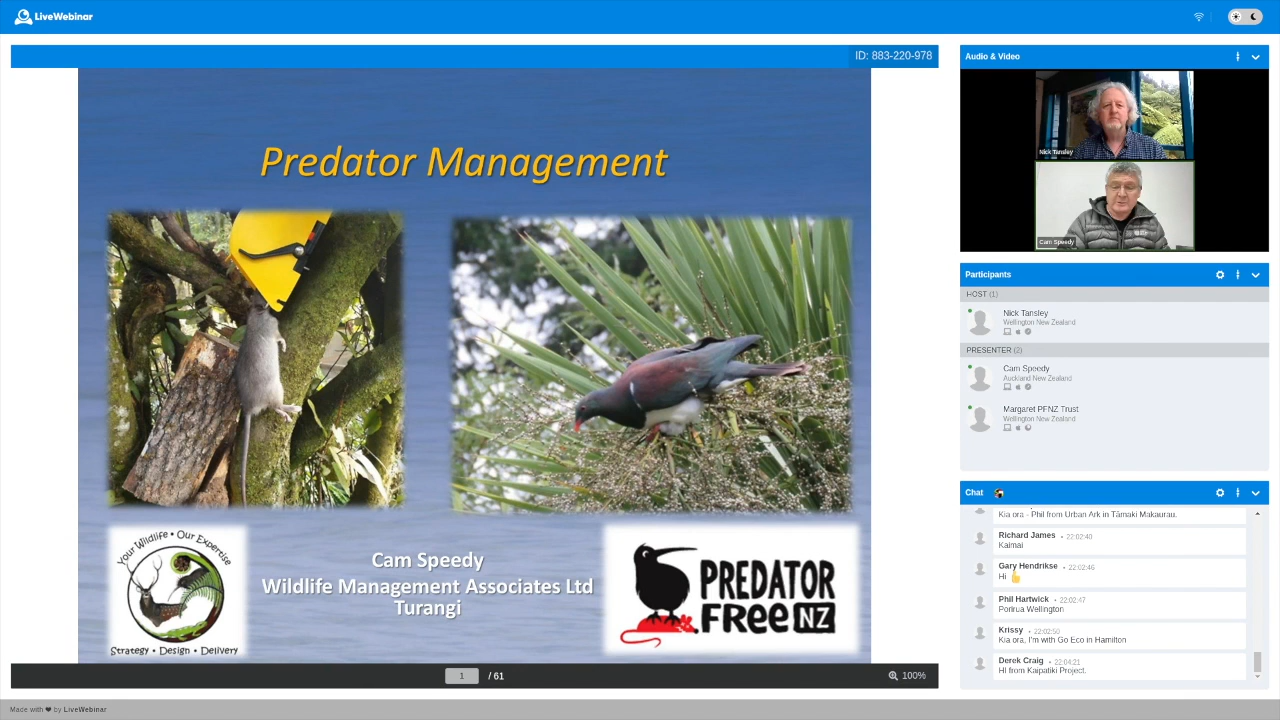 LiveWebinar
ID: 883-220-978
Predator Management
Your Wildlife • Our Expertise
Strategy • Design • Delivery
Cam Speedy
Wildlife Management Associates Ltd
Turangi
PREDATOR
FREE NZ
1 / 61
100%
Audio & Video
Nick Tansley
Cam Speedy
Participants
HOST (1)
Nick Tansley
Wellington New Zealand
PRESENTER (2)
Cam Speedy
Auckland New Zealand
Margaret PFNZ Trust
Wellington New Zealand
Chat
Kia ora - Phil from Urban Ark in Tāmaki Makaurau.
Richard James • 22:02:40
Kaimai
Gary Hendrikse • 22:02:46
Hi
Phil Hartwick • 22:02:47
Porirua Wellington
Krissy • 22:02:50
Kia ora, I'm with Go Eco in Hamilton
Derek Craig • 22:04:21
HI from Kaipatiki Project.
Made with ❤ by LiveWebinar